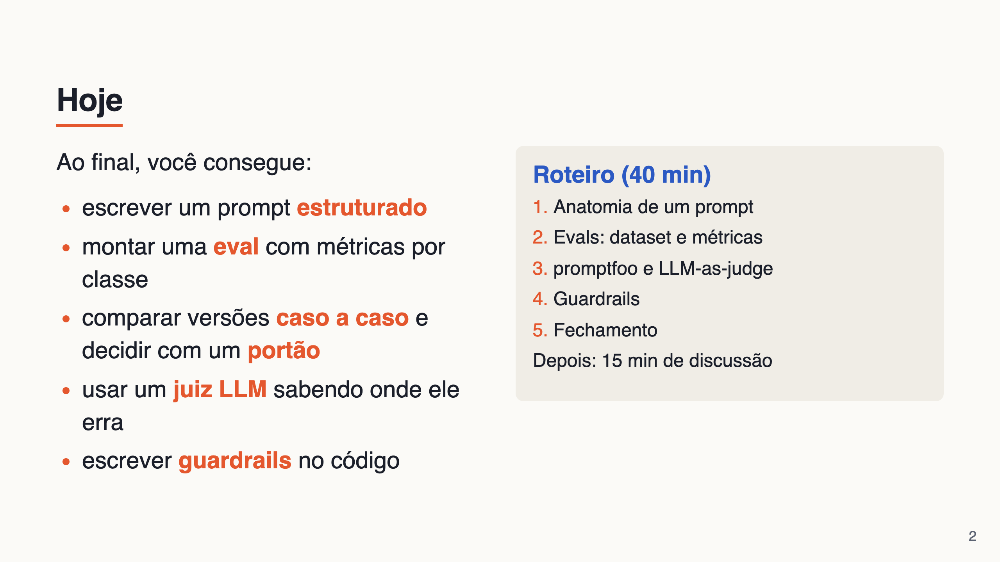 Hoje
Ao final, você consegue:
• escrever um prompt estruturado
• montar uma eval com métricas por
classe
• comparar versões caso a caso e
decidir com um portão
• usar um juiz LLM sabendo onde ele
erra
• escrever guardrails no código
Roteiro (40 min)
1. Anatomia de um prompt
2. Evals: dataset e métricas
3. promptfoo e LLM-as-judge
4. Guardrails
5. Fechamento
Depois: 15 min de discussão
2